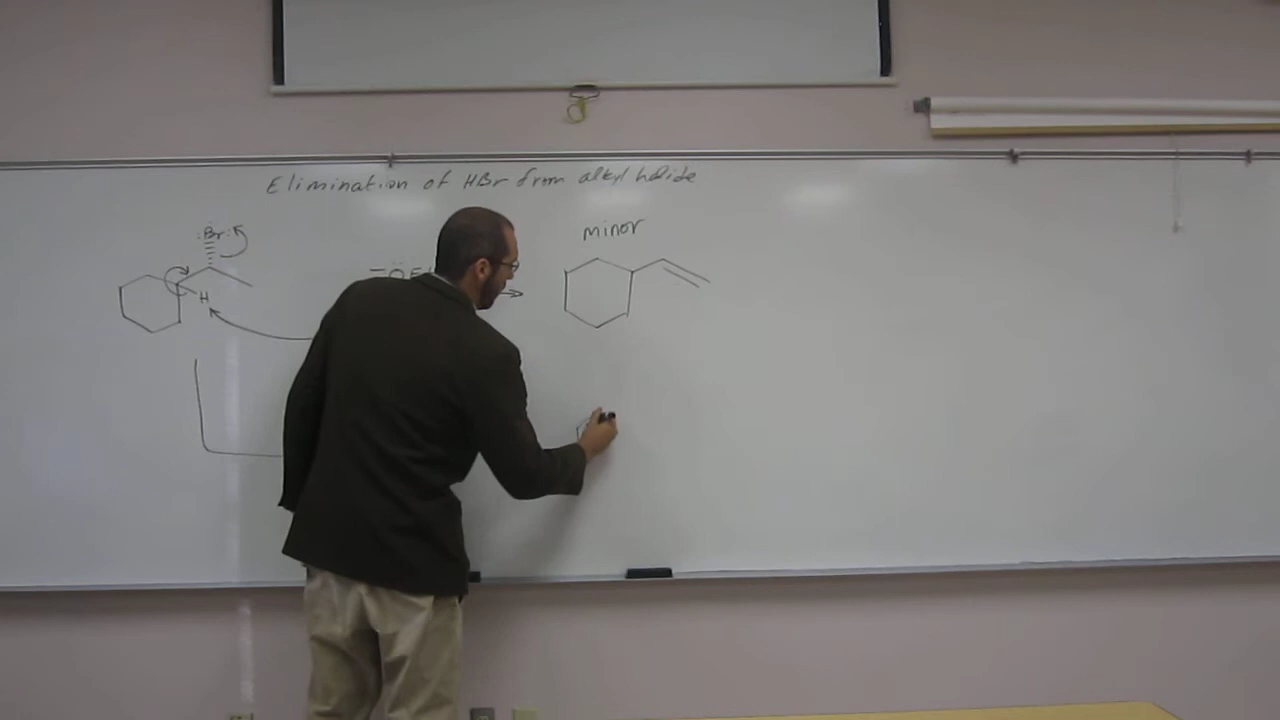 Elimination of HBr from alkyl halide
minor
:Br:
H